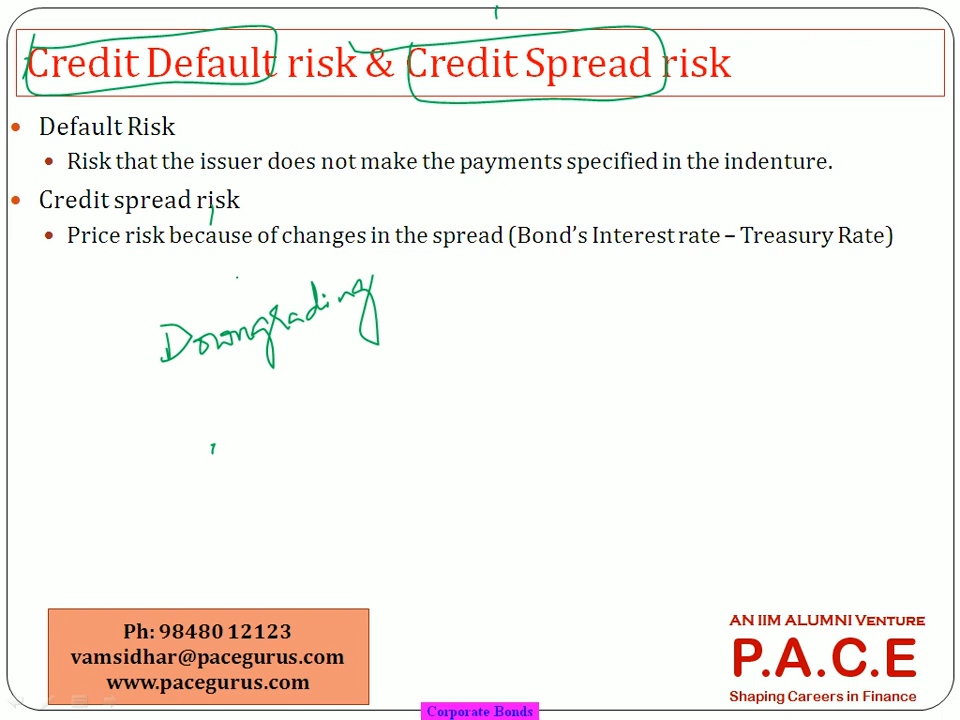 Credit Default risk & Credit Spread risk
• Default Risk
• Risk that the issuer does not make the payments specified in the indenture.
• Credit spread risk
• Price risk because of changes in the spread (Bond's Interest rate – Treasury Rate)
Downgrading
Ph: 98480 12123
vamsidhar@pacegurus.com
www.pacegurus.com
AN IIM ALUMNI VENTURE
P.A.C.E
Shaping Careers in Finance
Corporate Bonds